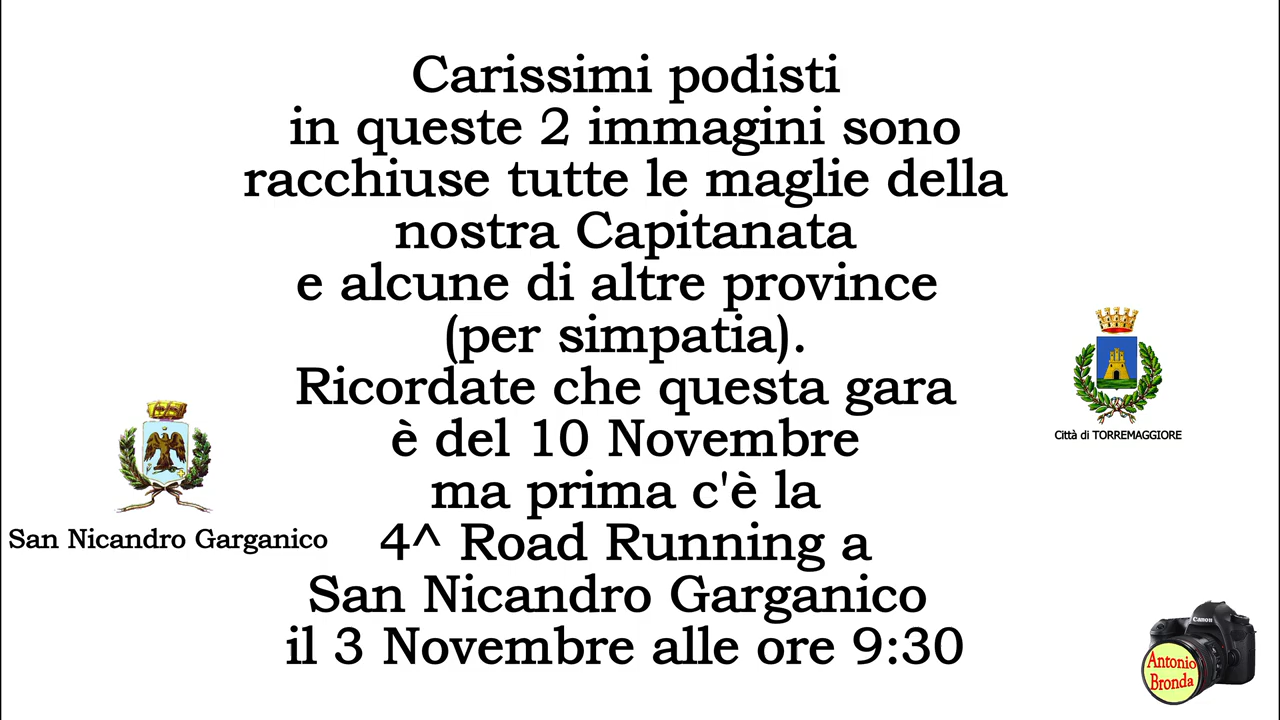 Carissimi podisti
in queste 2 immagini sono
racchiuse tutte le maglie della
nostra Capitanata
e alcune di altre province
(per simpatia).
Ricordate che questa gara
è del 10 Novembre
ma prima c'è la
4^ Road Running a
San Nicandro Garganico
il 3 Novembre alle ore 9:30
San Nicandro Garganico
Città di TORREMAGGIORE
Canon
Antonio
Bronda